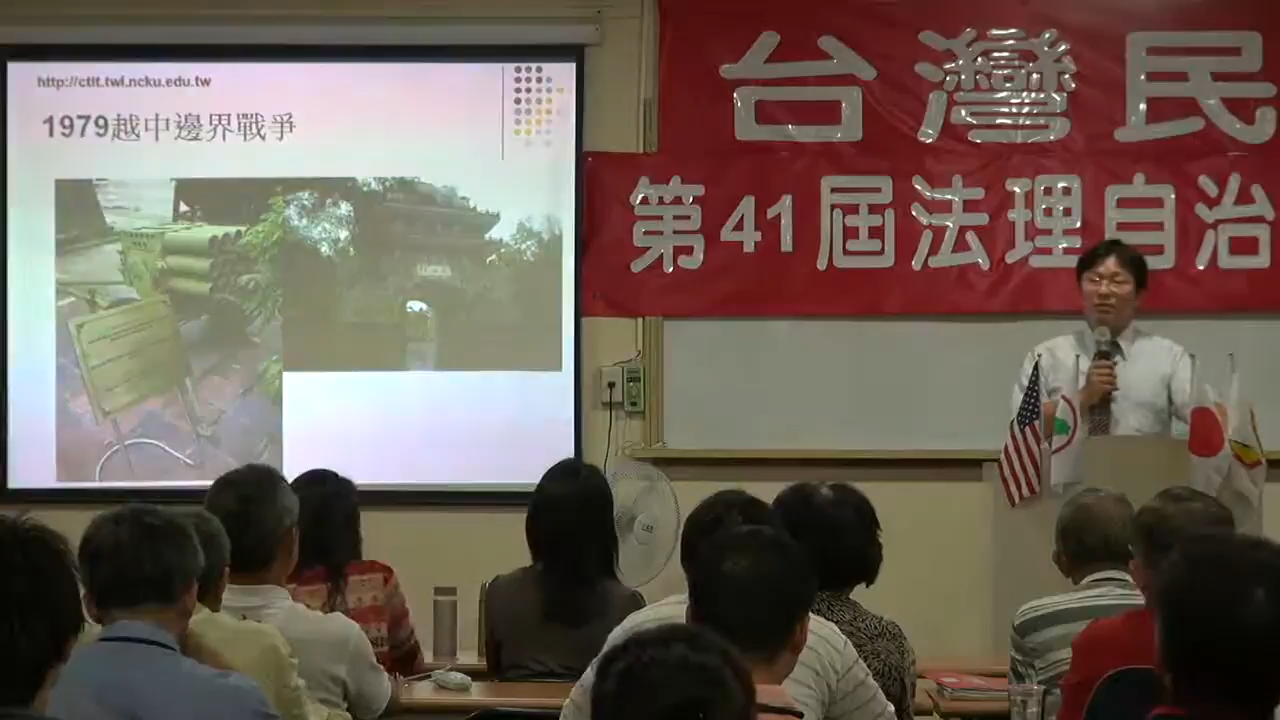 http://ctlt.twl.ncku.edu.tw
1979越中邊界戰爭
台灣民
第41屆法理自治